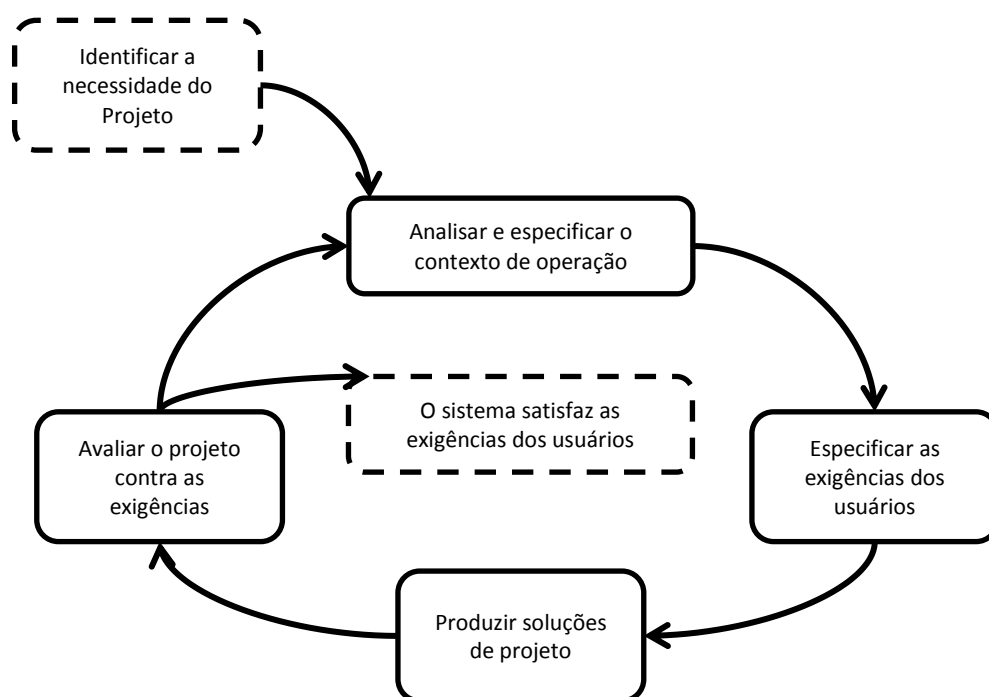 Identificar a
necessidade do
Projeto
Analisar e especificar o
contexto de operação
O sistema satisfaz as
exigências dos usuários
Avaliar o projeto
contra as
exigências
Especificar as
exigências dos
usuários
Produzir soluções
de projeto